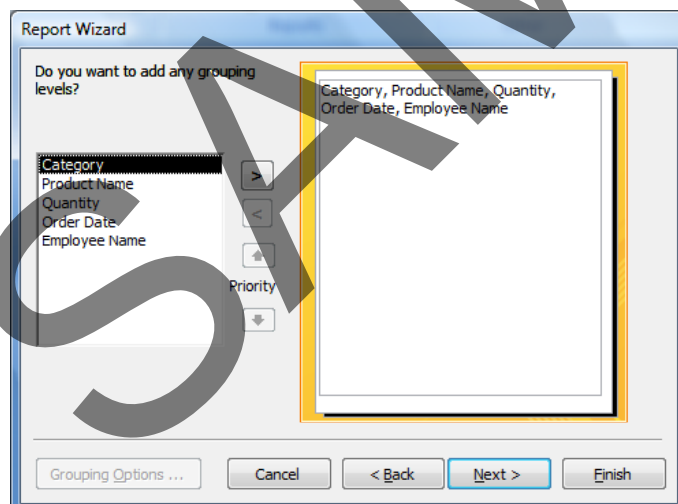 Report Wizard
Do you want to add any grouping
levels?
Category, Product Name, Quantity,
Order Date, Employee Name
Category
Product Name
Quantity
Order Date
Employee Name
>
<
Priority
Grouping Options ...
Cancel
< Back
Next >
Finish